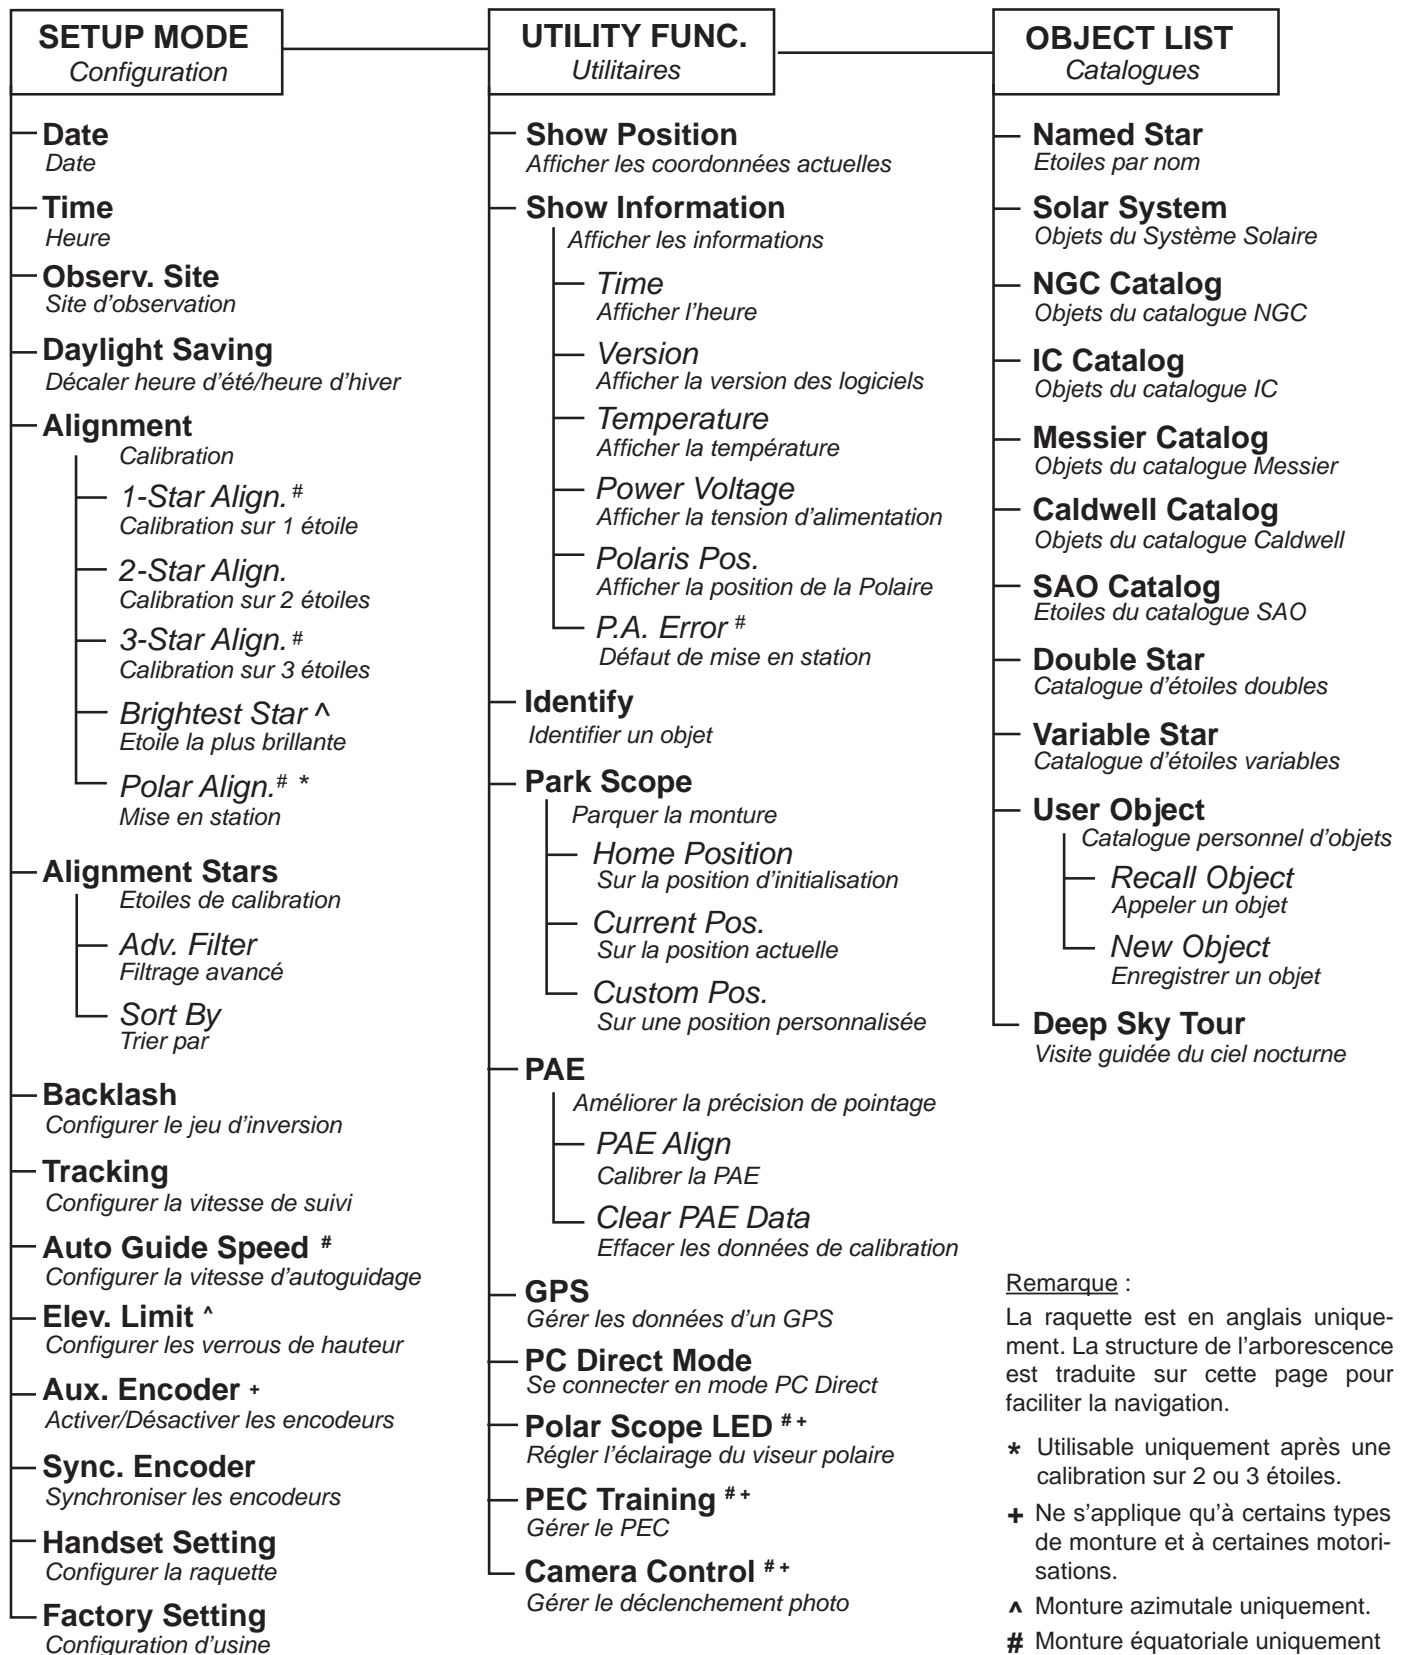 SETUP MODE
Configuration
Date
Date
Time
Heure
Observ. Site
Site d'observation
Daylight Saving
Décaler heure d'été/heure d'hiver
Alignment
Calibration
1-Star Align. #
Calibration sur 1 étoile
2-Star Align.
Calibration sur 2 étoiles
3-Star Align. #
Calibration sur 3 étoiles
Brightest Star ^
Etoile la plus brillante
Polar Align. # *
Mise en station
Alignment Stars
Etoiles de calibration
Adv. Filter
Filtrage avancé
Sort By
Trier par
Backlash
Configurer le jeu d'inversion
Tracking
Configurer la vitesse de suivi
Auto Guide Speed #
Configurer la vitesse d'autoguidage
Elev. Limit ^
Configurer les verrous de hauteur
Aux. Encoder +
Activer/Désactiver les encodeurs
Sync. Encoder
Synchroniser les encodeurs
Handset Setting
Configurer la raquette
Factory Setting
Configuration d'usine
UTILITY FUNC.
Utilitaires
Show Position
Afficher les coordonnées actuelles
Show Information
Afficher les informations
Time
Afficher l'heure
Version
Afficher la version des logiciels
Temperature
Afficher la température
Power Voltage
Afficher la tension d'alimentation
Polaris Pos.
Afficher la position de la Polaire
P.A. Error #
Défaut de mise en station
Identify
Identifier un objet
Park Scope
Parquer la monture
Home Position
Sur la position d'initialisation
Current Pos.
Sur la position actuelle
Custom Pos.
Sur une position personnalisée
PAE
Améliorer la précision de pointage
PAE Align
Calibrer la PAE
Clear PAE Data
Effacer les données de calibration
GPS
Gérer les données d'un GPS
PC Direct Mode
Se connecter en mode PC Direct
Polar Scope LED # +
Régler l'éclairage du viseur polaire
PEC Training # +
Gérer le PEC
Camera Control # +
Gérer le déclenchement photo
OBJECT LIST
Catalogues
Named Star
Etoiles par nom
Solar System
Objets du Système Solaire
NGC Catalog
Objets du catalogue NGC
IC Catalog
Objets du catalogue IC
Messier Catalog
Objets du catalogue Messier
Caldwell Catalog
Objets du catalogue Caldwell
SAO Catalog
Etoiles du catalogue SAO
Double Star
Catalogue d'étoiles doubles
Variable Star
Catalogue d'étoiles variables
User Object
Catalogue personnel d'objets
Recall Object
Appeler un objet
New Object
Enregistrer un objet
Deep Sky Tour
Visite guidée du ciel nocturne
Remarque :
La raquette est en anglais unique-
ment. La structure de l'arborescence
est traduite sur cette page pour
faciliter la navigation.
* Utilisable uniquement après une
calibration sur 2 ou 3 étoiles.
+ Ne s'applique qu'à certains types
de monture et à certaines motori-
sations.
^ Monture azimutale uniquement.
# Monture équatoriale uniquement